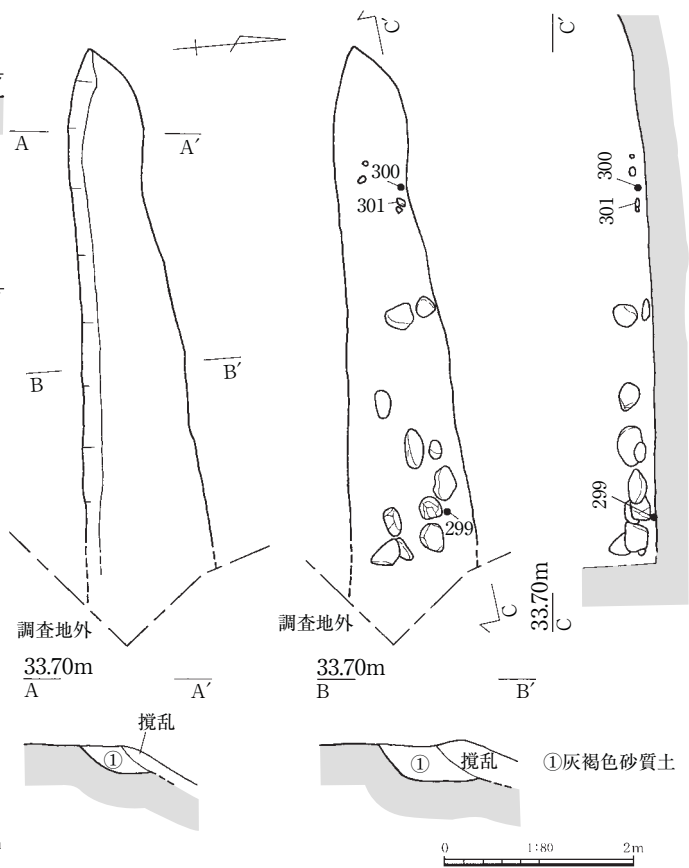 C′
C′
A
A′
300
301
300
301
B
B′
299
299
調査地外
調査地外
C
33.70m
C
33.70m
A
A′
33.70m
B
B′
撹乱
①
①
撹乱
①灰褐色砂質土
0
1:80
2m